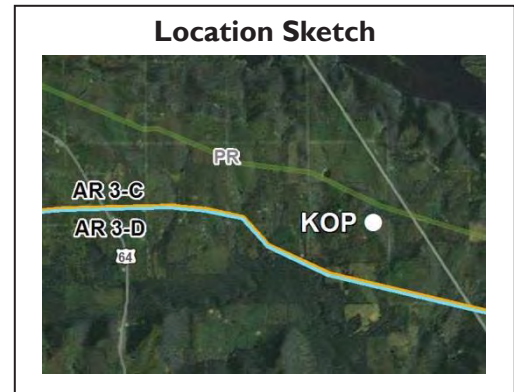 Location Sketch
PR
AR 3-C
KOP
AR 3-D
64